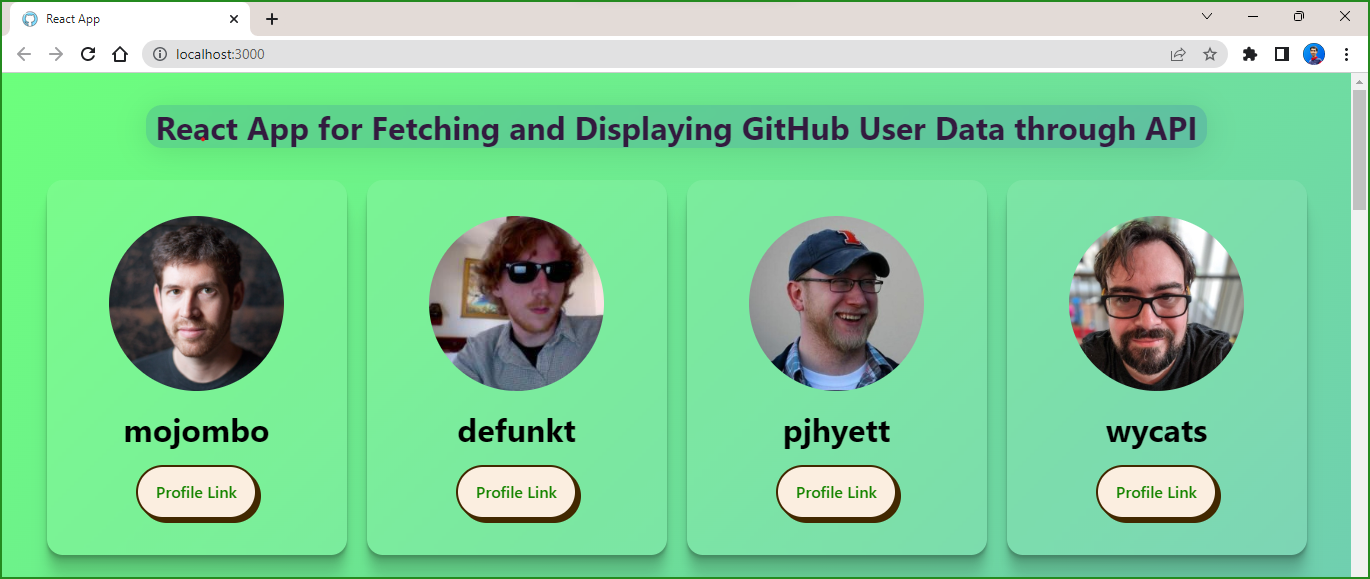 React App
localhost:3000
React App for Fetching and Displaying GitHub User Data through API
mojombo
defunkt
pjhyett
wycats
Profile Link
Profile Link
Profile Link
Profile Link